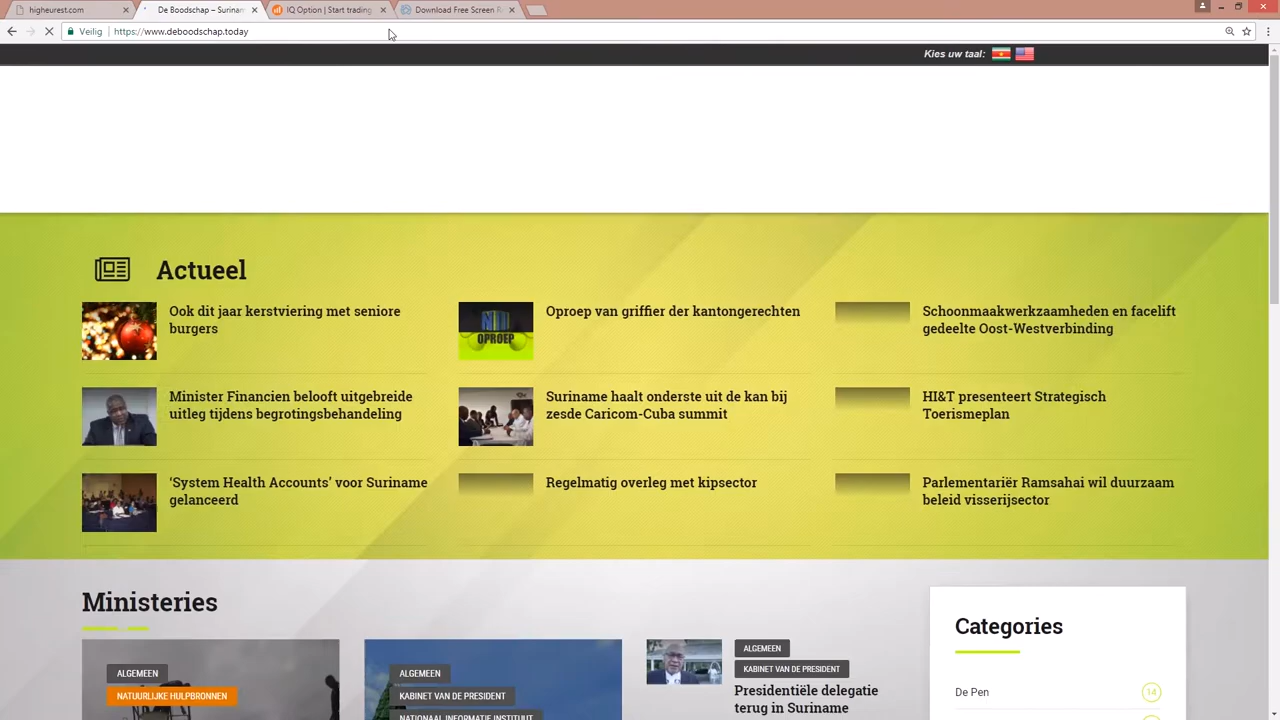 higheurest.com
De Boodschap – Surinam
IQ Option | Start trading
Download Free Screen R
Veilig
https://www.deboodschap.today
Kies uw taal:
Actueel
Ook dit jaar kerstviering met seniore
burgers
Oproep van griffier der kantongerechten
Schoonmaakwerkzaamheden en facelift
gedeelte Oost-Westverbinding
OPROEP
Minister Financien belooft uitgebreide
uitleg tijdens begrotingsbehandeling
Suriname haalt onderste uit de kan bij
zesde Caricom-Cuba summit
HI&T presenteert Strategisch
Toerismeplan
‘System Health Accounts’ voor Suriname
gelanceerd
Regelmatig overleg met kipsector
Parlementariër Ramsahai wil duurzaam
beleid visserijsector
Ministeries
Categories
ALGEMEEN
NATUURLIJKE HULPBRONNEN
ALGEMEEN
KABINET VAN DE PRESIDENT
NATIONAAL INFORMATIE INSTITUUT
ALGEMEEN
KABINET VAN DE PRESIDENT
Presidentiële delegatie
terug in Suriname
De Pen
14